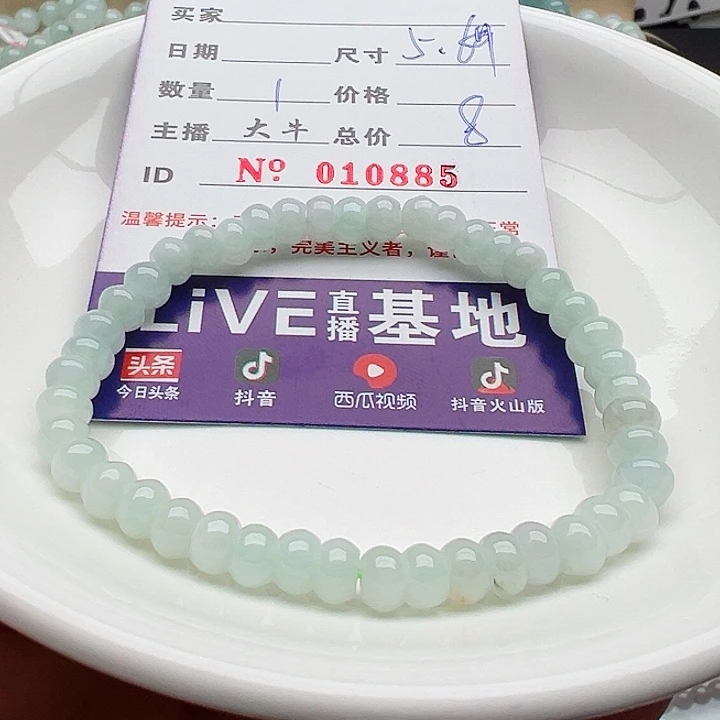 买家
日期 尺寸 5.
数量 1 价格
主播 大牛 总价 8
ID Nº 010885
温馨提示:
完美主义者,
LiVE 直播 基地
头条
今日头条 抖音 西瓜视频 抖音火山版